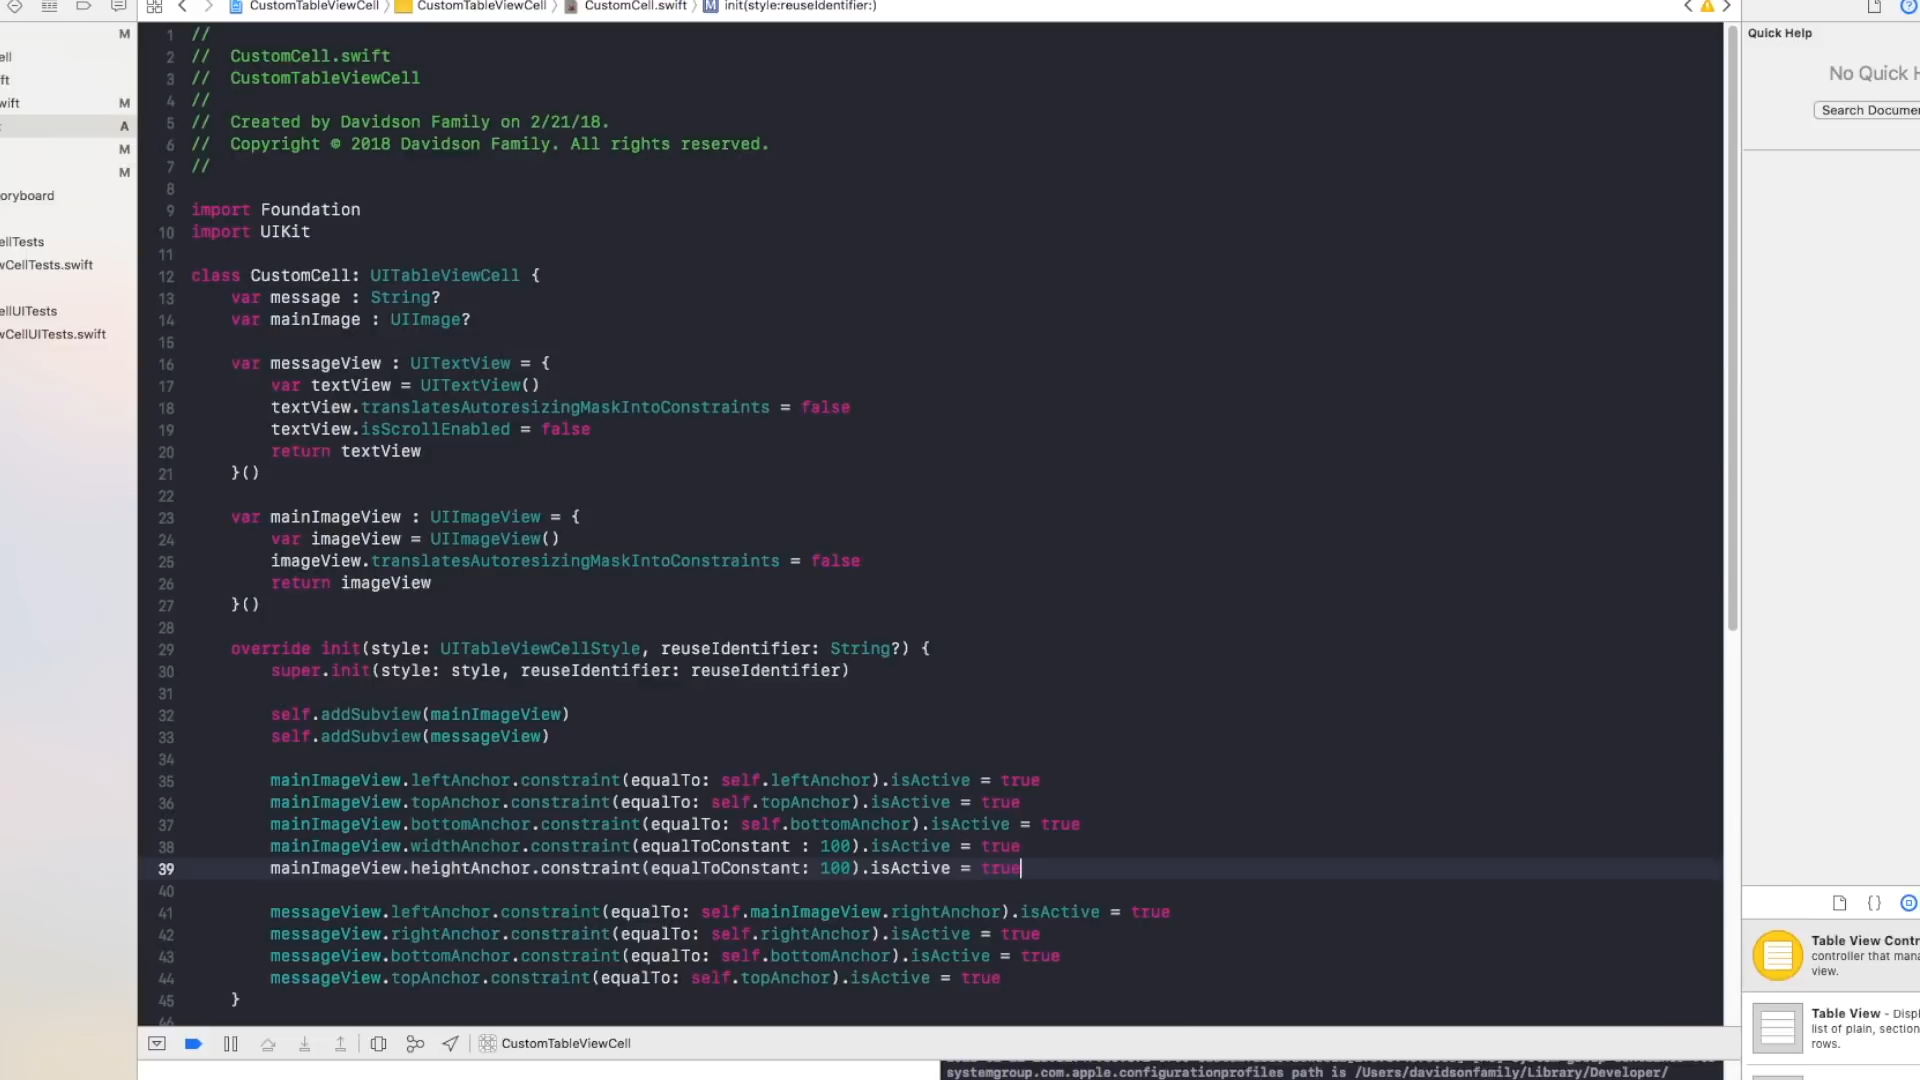 CustomTableViewCell > CustomTableViewCell > CustomCell.swift > M init(style:reuseIdentifier:)
M
ell
ft
wift M
A
M
M
oryboard
ellTests
wCellTests.swift
ellUITests
wCellUITests.swift
1 //
2 //  CustomCell.swift
3 //  CustomTableViewCell
4 //
5 //  Created by Davidson Family on 2/21/18.
6 //  Copyright © 2018 Davidson Family. All rights reserved.
7 //
8
9 import Foundation
10 import UIKit
11
12 class CustomCell: UITableViewCell {
13     var message : String?
14     var mainImage : UIImage?
15
16     var messageView : UITextView = {
17         var textView = UITextView()
18         textView.translatesAutoresizingMaskIntoConstraints = false
19         textView.isScrollEnabled = false
20         return textView
21     }()
22
23     var mainImageView : UIImageView = {
24         var imageView = UIImageView()
25         imageView.translatesAutoresizingMaskIntoConstraints = false
26         return imageView
27     }()
28
29     override init(style: UITableViewCellStyle, reuseIdentifier: String?) {
30         super.init(style: style, reuseIdentifier: reuseIdentifier)
31
32         self.addSubview(mainImageView)
33         self.addSubview(messageView)
34
35         mainImageView.leftAnchor.constraint(equalTo: self.leftAnchor).isActive = true
36         mainImageView.topAnchor.constraint(equalTo: self.topAnchor).isActive = true
37         mainImageView.bottomAnchor.constraint(equalTo: self.bottomAnchor).isActive = true
38         mainImageView.widthAnchor.constraint(equalToConstant : 100).isActive = true
39         mainImageView.heightAnchor.constraint(equalToConstant: 100).isActive = true
40
41         messageView.leftAnchor.constraint(equalTo: self.mainImageView.rightAnchor).isActive = true
42         messageView.rightAnchor.constraint(equalTo: self.rightAnchor).isActive = true
43         messageView.bottomAnchor.constraint(equalTo: self.bottomAnchor).isActive = true
44         messageView.topAnchor.constraint(equalTo: self.topAnchor).isActive = true
45     }
46
Quick Help
No Quick H
Search Documen
{}
Table View Contr
controller that mana
view.
Table View - Displ
list of plain, section
rows.
CustomTableViewCell
systemgroup.com.apple.configurationprofiles path is /Users/davidsonfamily/Library/Developer/